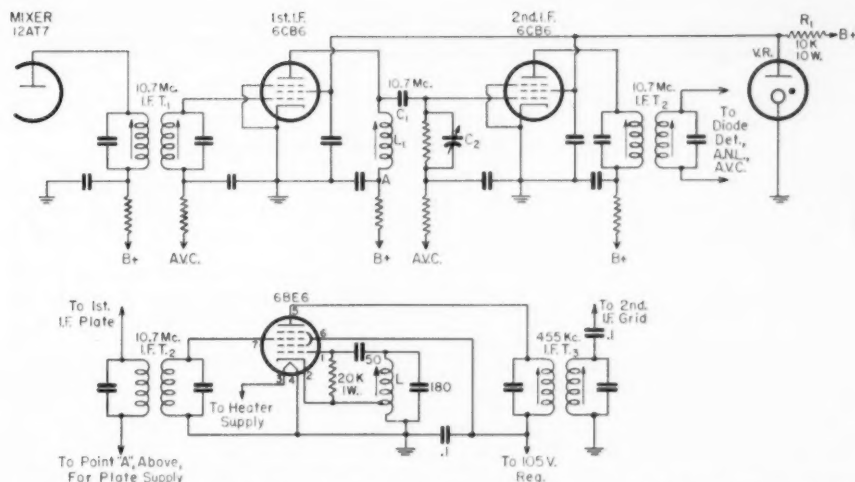 MIXER
12AT7
1st. I.F.
6CB6
2nd. I.F.
6CB6
R1
10K
10W.
B+
V.R.
10.7 Mc.
I.F.T.1
10.7 Mc.
C1
L1
A
C2
10.7 Mc.
I.F.T.2
To
Diode
Det.,
A.N.L.,
A.V.C.
B+
A.V.C.
B+
A.V.C.
B+
To 1st.
I.F. Plate
10.7 Mc.
I.F.T.2
6BE6
5
7
6
1
3
4
2
50
20K
1W.
L
180
To Heater
Supply
.1
455 Kc.
I.F.T.3
To 2nd.
I.F. Grid
.1
To Point "A", Above,
For Plate Supply
To 105 V.
Reg.